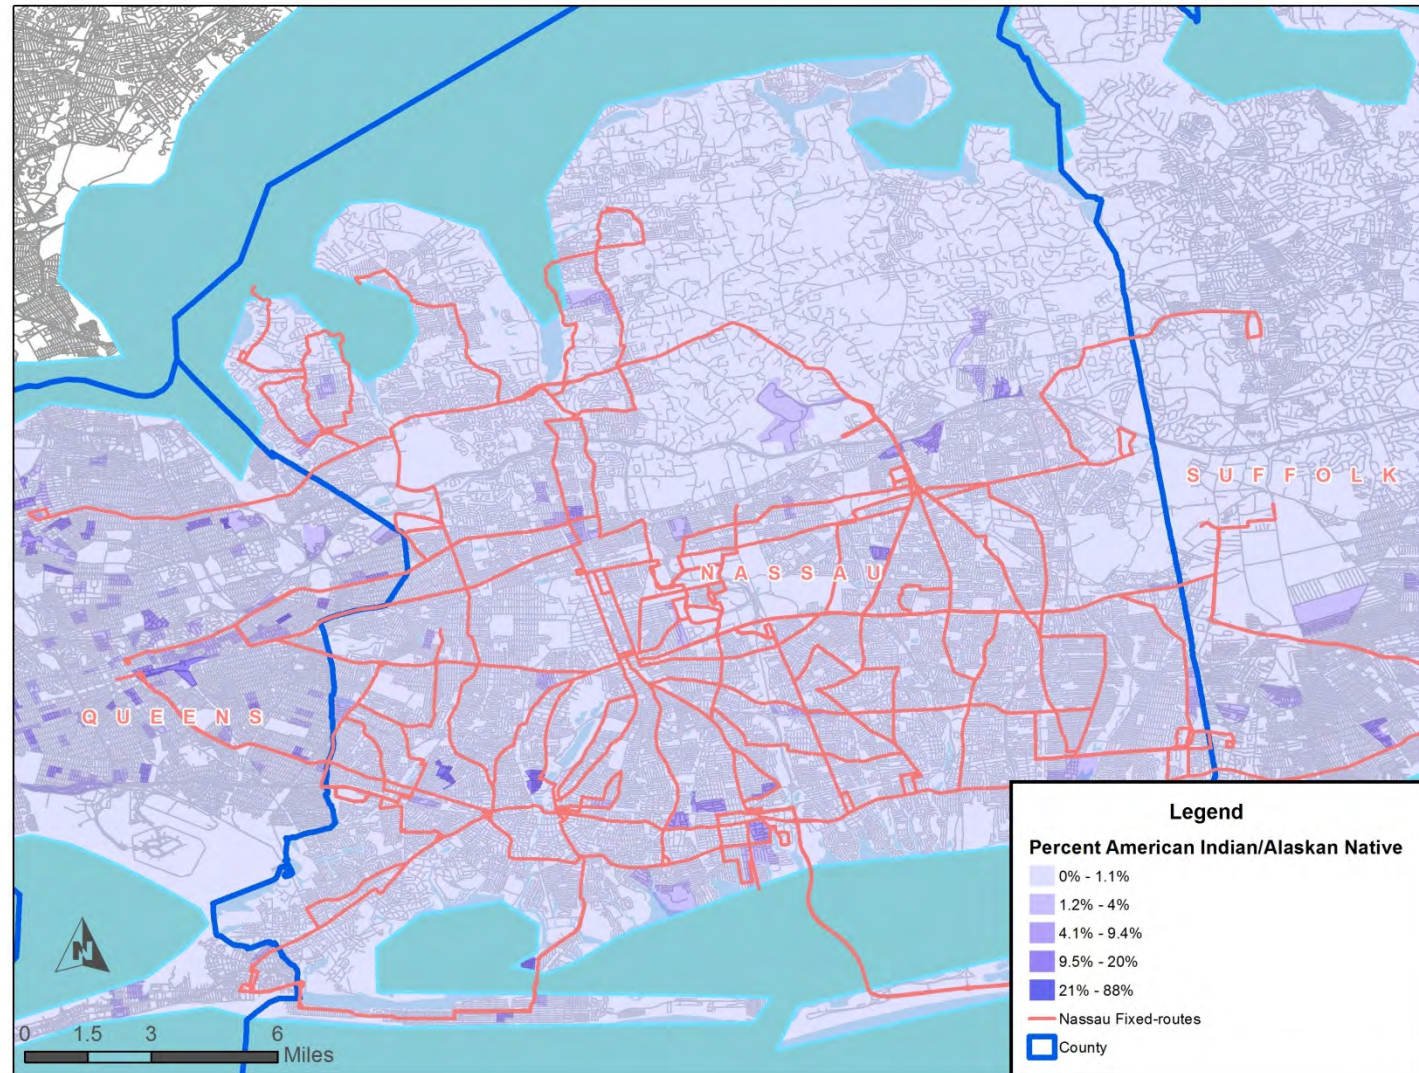 SUFFOLK
NASSAU
QUEENS
N
0 1.5 3 6
Miles
Legend
Percent American Indian/Alaskan Native
0% - 1.1%
1.2% - 4%
4.1% - 9.4%
9.5% - 20%
21% - 88%
Nassau Fixed-routes
County